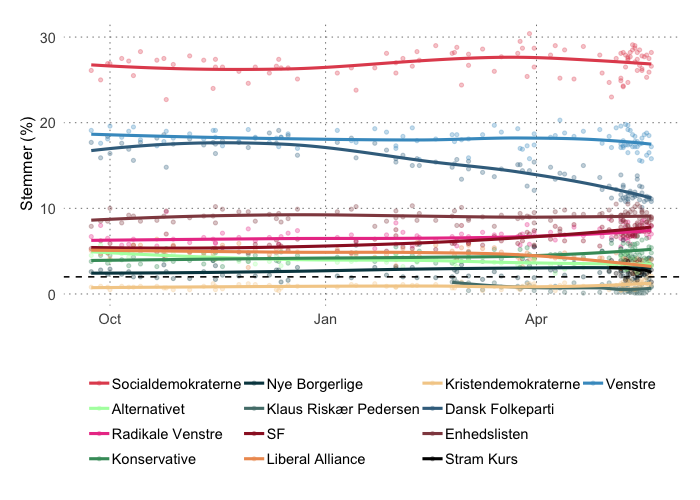 30
20
10
0
Stemmer (%)
Oct Jan Apr
Socialdemokraterne Nye Borgerlige Kristendemokraterne Venstre
Alternativet Klaus Riskær Pedersen Dansk Folkeparti
Radikale Venstre SF Enhedslisten
Konservative Liberal Alliance Stram Kurs